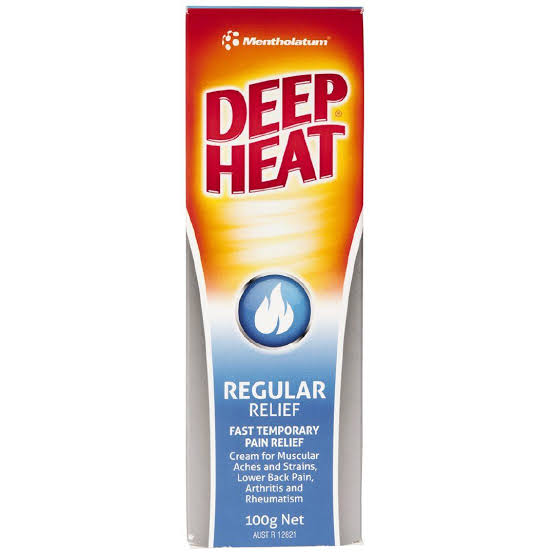 Mentholatum®
DEEP
HEAT®
REGULAR
RELIEF
FAST TEMPORARY
PAIN RELIEF
Cream for Muscular
Aches and Strains,
Lower Back Pain,
Arthritis and
Rheumatism
100g Net
AUST R 12621